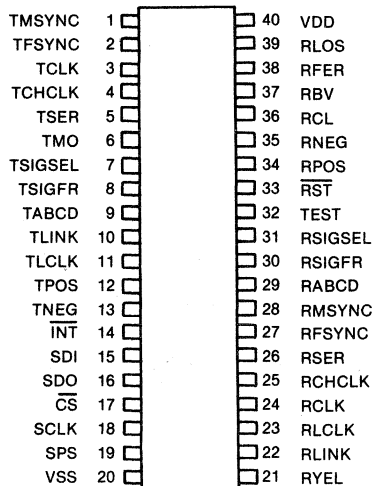 TMSYNC 1 40 VDD
TFSYNC 2 39 RLOS
TCLK 3 38 RFER
TCHCLK 4 37 RBV
TSER 5 36 RCL
TMO 6 35 RNEG
TSIGSEL 7 34 RPOS
TSIGFR 8 33 R̅S̅T̅
TABCD 9 32 TEST
TLINK 10 31 RSIGSEL
TLCLK 11 30 RSIGFR
TPOS 12 29 RABCD
TNEG 13 28 RMSYNC
I̅N̅T̅ 14 27 RFSYNC
SDI 15 26 RSER
SDO 16 25 RCHCLK
C̅S̅ 17 24 RCLK
SCLK 18 23 RLCLK
SPS 19 22 RLINK
VSS 20 21 RYEL